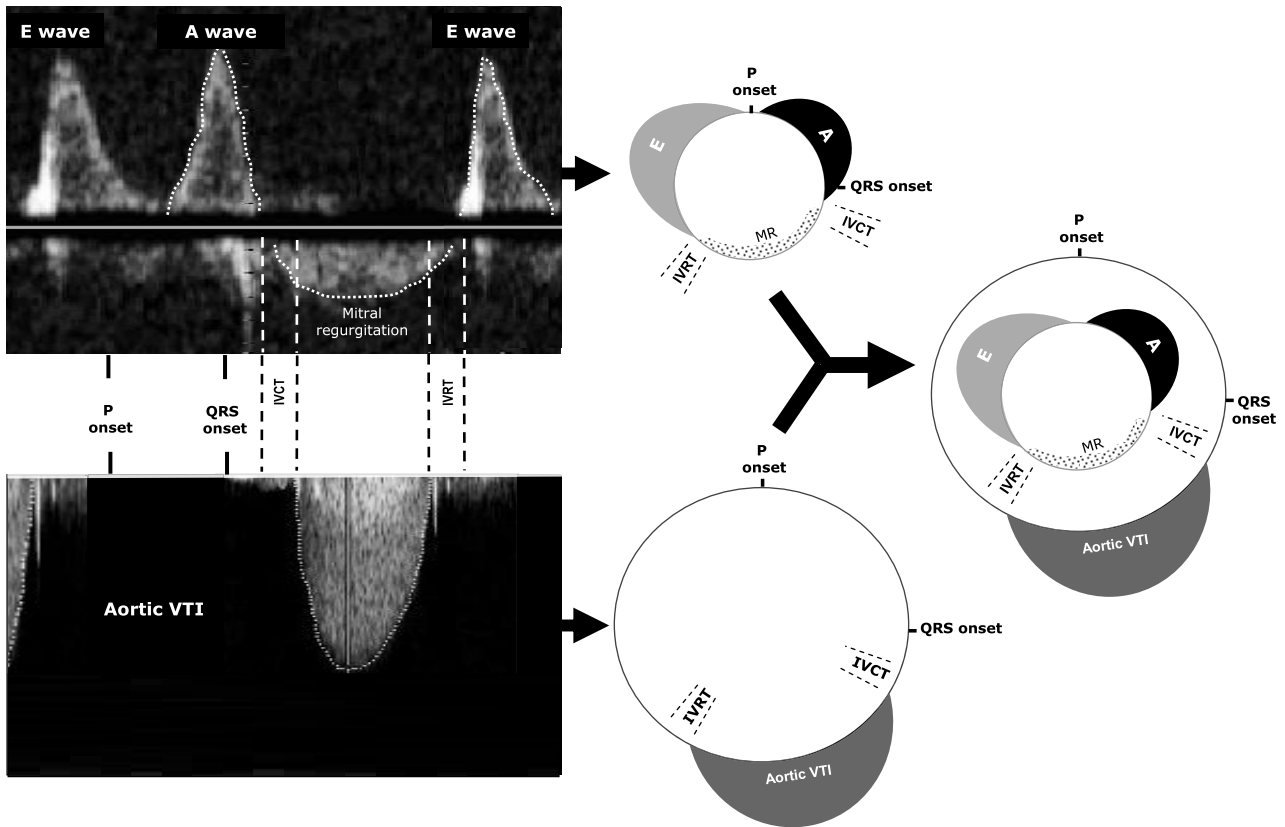 E wave
A wave
E wave
Mitral
regurgitation
P
onset
QRS
onset
IVCT
IVRT
Aortic VTI
P
onset
E
A
QRS onset
MR
IVCT
IVRT
P
onset
QRS onset
IVCT
IVRT
Aortic VTI
P
onset
E
A
QRS
onset
MR
IVCT
IVRT
Aortic VTI